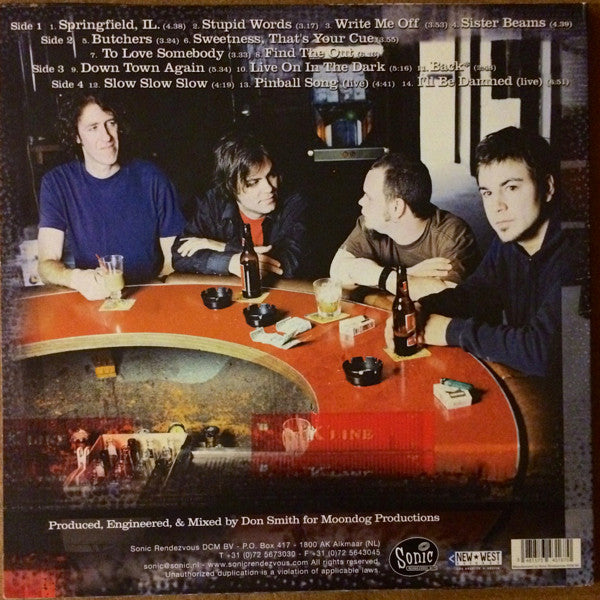 Side 1 1. Springfield, IL. (4.38) 2. Stupid Words (3.17) 3. Write Me Off (3.53) 4. Sister Beams (4.39)
Side 2 5. Butchers (3.24) 6. Sweetness, That's Your Cue (3.55)
7. To Love Somebody (3.33) 8. Find The Out
Side 3 9. Down Town Again (5.34) 10. Live On In The Dark (5:16) 11. Back
Side 4 12. Slow Slow Slow (4:19) 13. Pinball Song (live) (4:41) 14. I'll Be Damned (live) (6:51)
K LINE
Produced, Engineered, & Mixed by Don Smith for Moondog Productions
Sonic Rendezvous DCM BV - P.O. Box 417 - 1800 AK Alkmaar (NL)
T +31 (0)72 5673030 - F +31 (0)72 5643045
sonic@sonic.nl - www.sonicrendezvous.com All rights reserved.
Unauthorized duplication is a violation of applicable laws
Sonic
NEW WEST